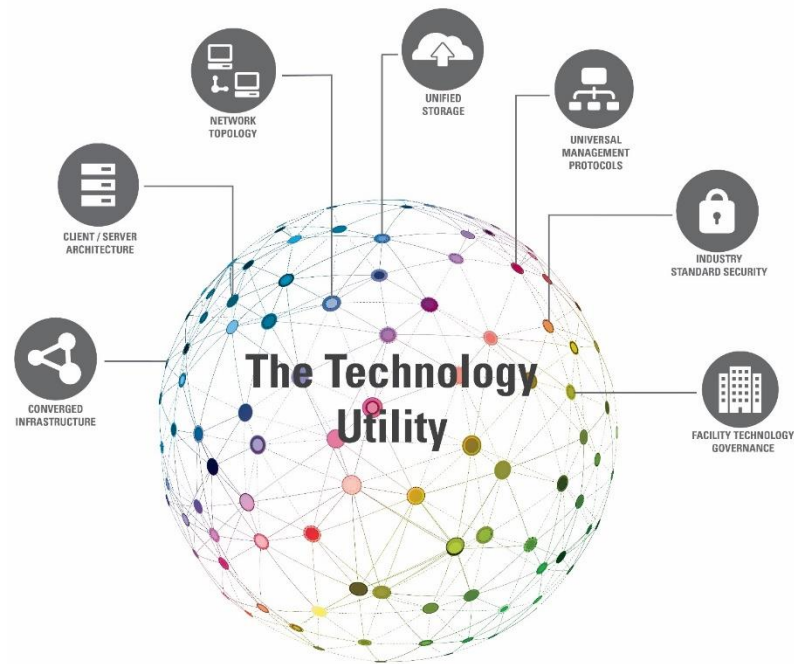 UNIFIED
STORAGE
NETWORK
TOPOLOGY
UNIVERSAL
MANAGEMENT
PROTOCOLS
CLIENT / SERVER
ARCHITECTURE
INDUSTRY
STANDARD SECURITY
CONVERGED
INFRASTRUCTURE
The Technology
Utility
FACILITY TECHNOLOGY
GOVERNANCE